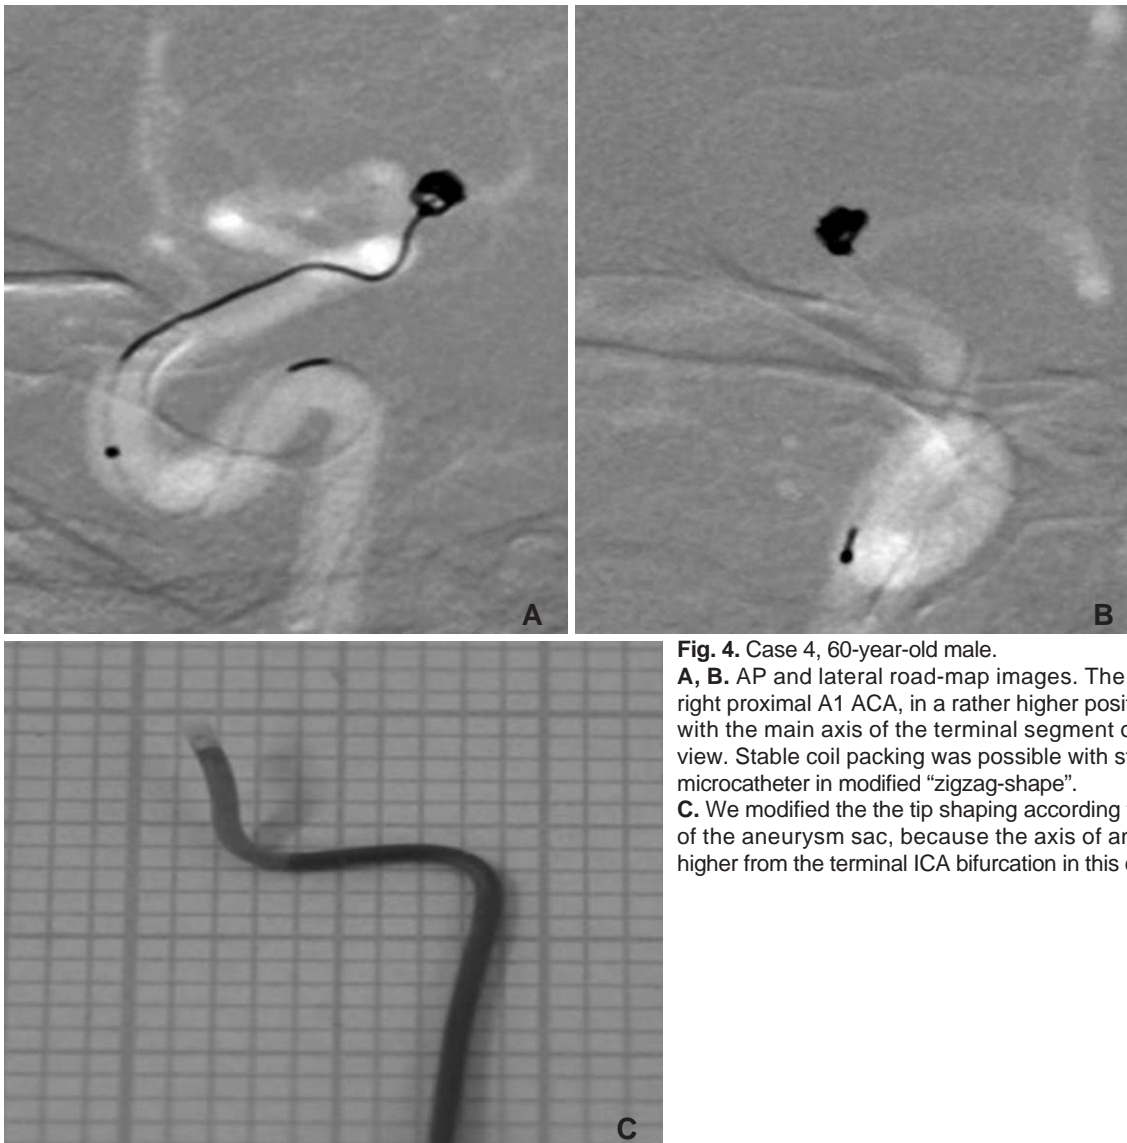 A
B
C
Fig. 4. Case 4, 60-year-old male.
A, B. AP and lateral road-map images. The
right proximal A1 ACA, in a rather higher
with the main axis of the terminal segment
view. Stable coil packing was possible with
microcatheter in modified “zigzag-shape”.
C. We modified the the tip shaping according
of the aneurysm sac, because the axis of
higher from the terminal ICA bifurcation in this